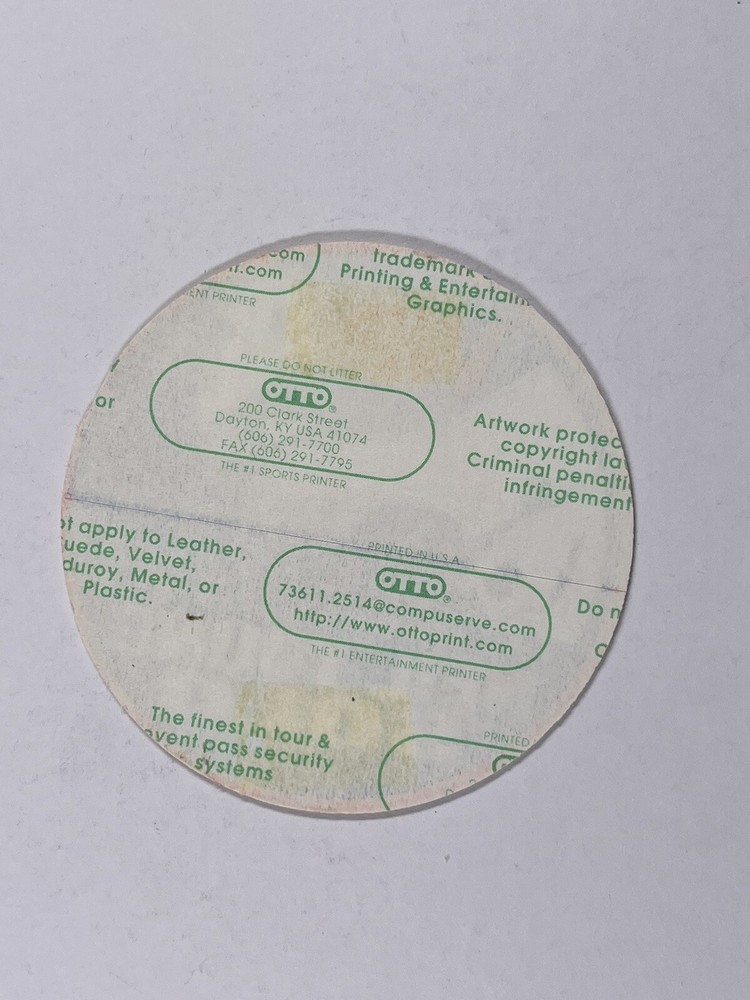 .com
.com
ENT PRINTER
trademark
Printing & Entertain
Graphics.
or
PLEASE DO NOT LITTER
OTTO®
200 Clark Street
Dayton, KY USA 41074
(606) 291-7700
FAX (606) 291-7795
THE #1 SPORTS PRINTER
Artwork protec
copyright la
Criminal penalti
infringement
ot apply to Leather,
uede, Velvet,
duroy, Metal, or
Plastic.
PRINTED IN U.S.A.
OTTO®
73611.2514@compuserve.com
http://www.ottoprint.com
THE #1 ENTERTAINMENT PRINTER
Do n
The finest in tour &
event pass security
systems
PRINTED